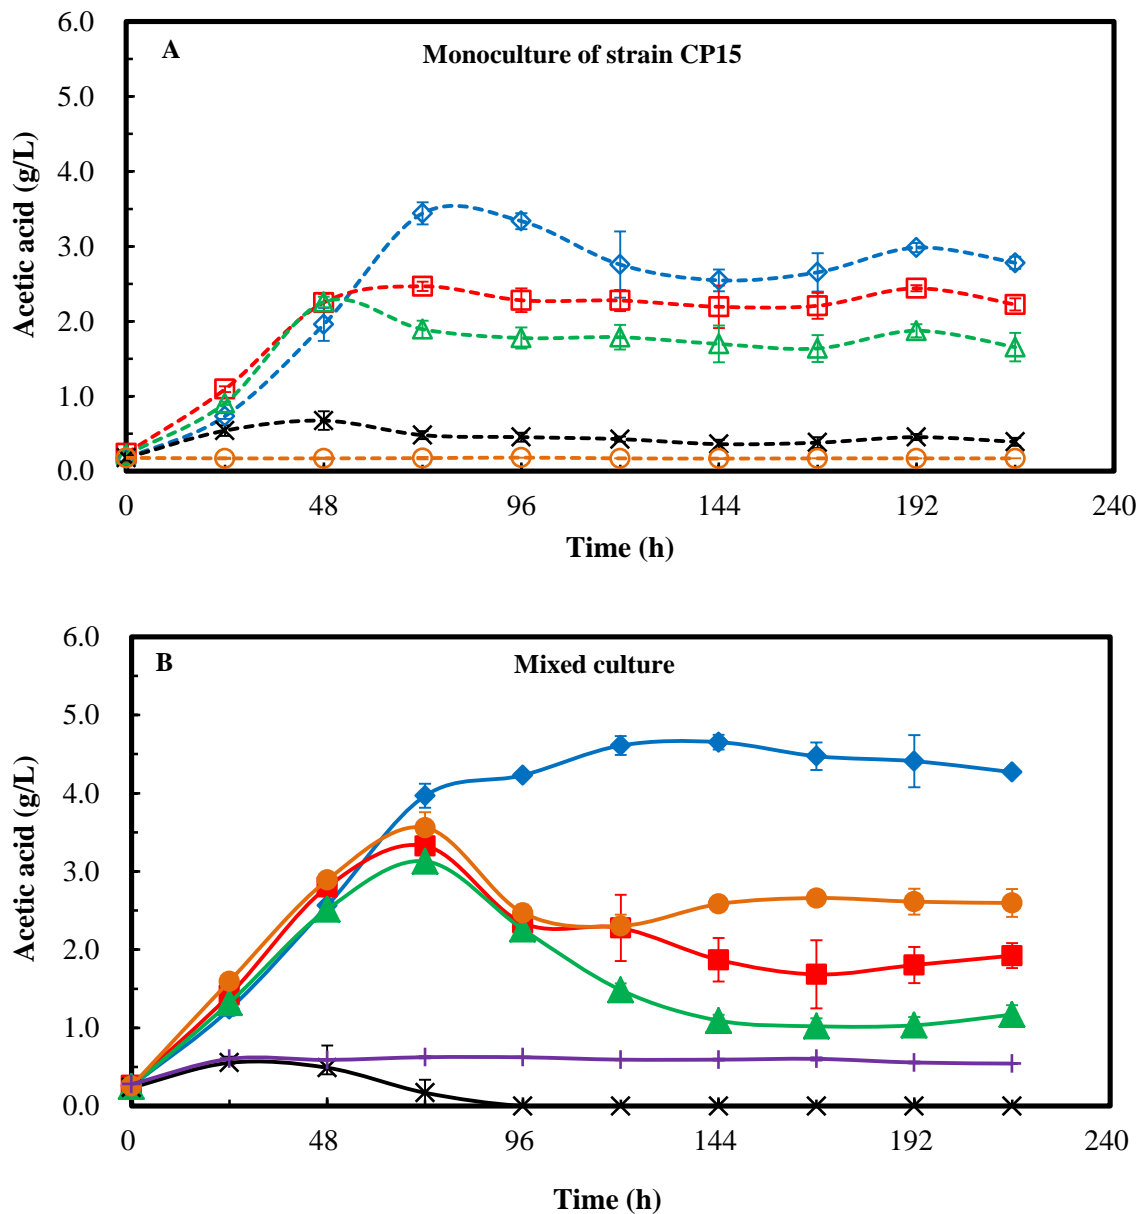 6.0
A
Monoculture of strain CP15
5.0
4.0
3.0
2.0
1.0
0.0
Acetic acid (g/L)
0 48 96 144 192 240
Time (h)
6.0
B
Mixed culture
5.0
4.0
3.0
2.0
1.0
0.0
Acetic acid (g/L)
0 48 96 144 192 240
Time (h)